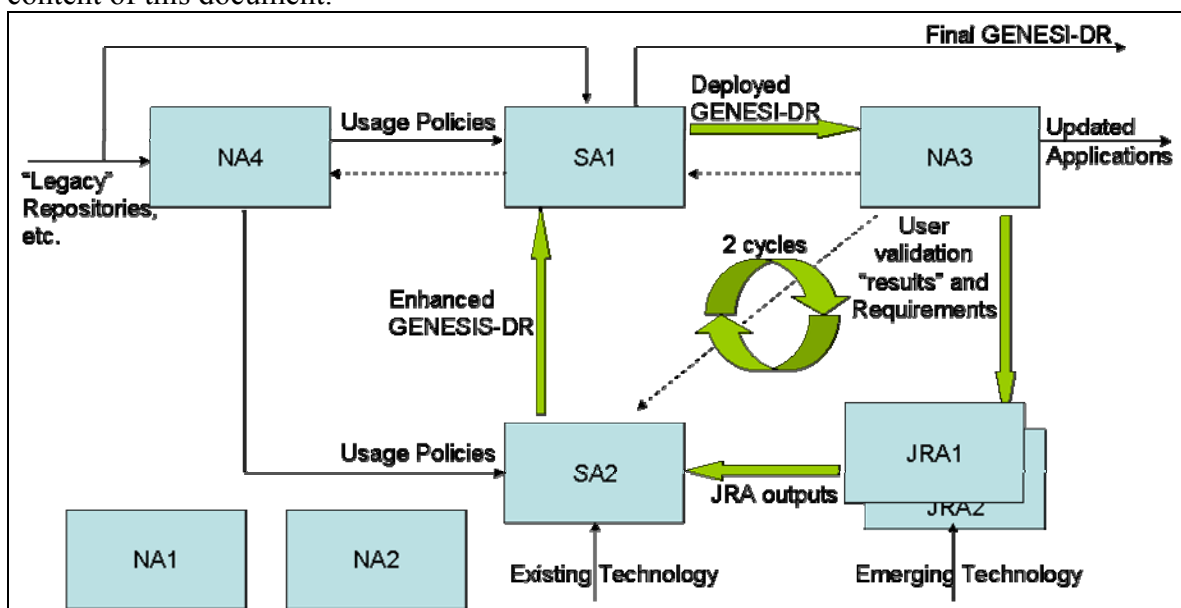 content of this document.
Final GENESI-DR
Deployed
GENESI-DR
Usage Policies
NA4
SA1
NA3
Updated
Applications
"Legacy"
Repositories,
etc.
User
validation
"results" and
Requirements
2 cycles
Enhanced
GENESIS-DR
Usage Policies
SA2
JRA1
JRA outputs
JRA2
NA1
NA2
Existing Technology
Emerging Technology